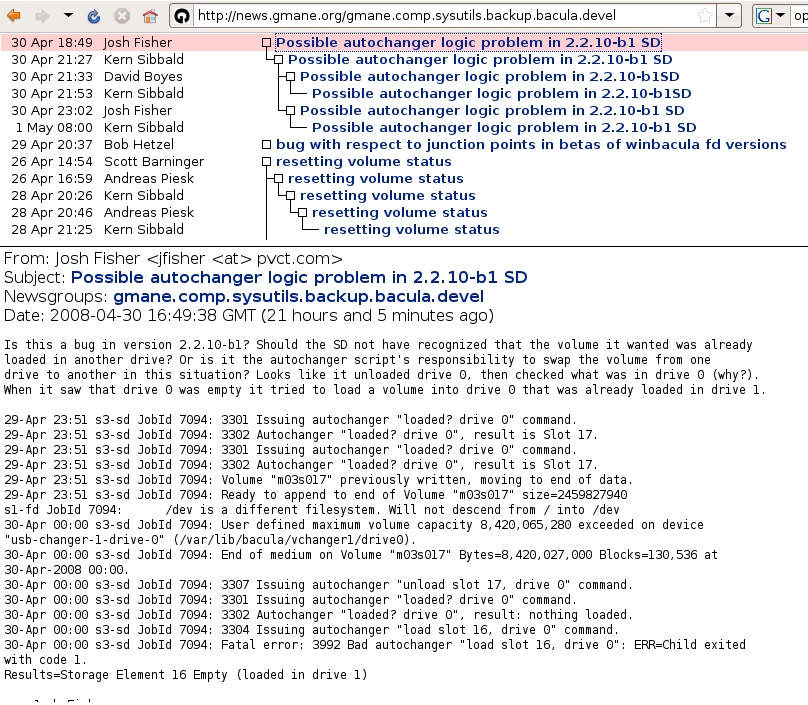 http://news.gmane.org/gmane.comp.sysutils.backup.bacula.devel
30 Apr 18:49 Josh Fisher Possible autochanger logic problem in 2.2.10-b1 SD
30 Apr 21:27 Kern Sibbald Possible autochanger logic problem in 2.2.10-b1 SD
30 Apr 21:33 David Boyes Possible autochanger logic problem in 2.2.10-b1SD
30 Apr 21:53 Kern Sibbald Possible autochanger logic problem in 2.2.10-b1SD
30 Apr 23:02 Josh Fisher Possible autochanger logic problem in 2.2.10-b1 SD
1 May 08:00 Kern Sibbald Possible autochanger logic problem in 2.2.10-b1 SD
29 Apr 20:37 Bob Hetzel bug with respect to junction points in betas of winbacula fd versions
26 Apr 14:54 Scott Barninger resetting volume status
26 Apr 16:59 Andreas Piesk resetting volume status
28 Apr 20:26 Kern Sibbald resetting volume status
28 Apr 20:46 Andreas Piesk resetting volume status
28 Apr 21:25 Kern Sibbald resetting volume status
From: Josh Fisher <jfisher <at> pvct.com>
Subject: Possible autochanger logic problem in 2.2.10-b1 SD
Newsgroups: gmane.comp.sysutils.backup.bacula.devel
Date: 2008-04-30 16:49:38 GMT (21 hours and 5 minutes ago)
Is this a bug in version 2.2.10-b1? Should the SD not have recognized that the volume it wanted was already
loaded in another drive? Or is it the autochanger script's responsibility to swap the volume from one
drive to another in this situation? Looks like it unloaded drive 0, then checked what was in drive 0 (why?).
When it saw that drive 0 was empty it tried to load a volume into drive 0 that was already loaded in drive 1.
29-Apr 23:51 s3-sd JobId 7094: 3301 Issuing autochanger "loaded? drive 0" command.
29-Apr 23:51 s3-sd JobId 7094: 3302 Autochanger "loaded? drive 0", result is Slot 17.
29-Apr 23:51 s3-sd JobId 7094: 3301 Issuing autochanger "loaded? drive 0" command.
29-Apr 23:51 s3-sd JobId 7094: 3302 Autochanger "loaded? drive 0", result is Slot 17.
29-Apr 23:51 s3-sd JobId 7094: Volume "m03s017" previously written, moving to end of data.
29-Apr 23:51 s3-sd JobId 7094: Ready to append to end of Volume "m03s017" size=2459827940
s1-fd JobId 7094:      /dev is a different filesystem. Will not descend from / into /dev
30-Apr 00:00 s3-sd JobId 7094: User defined maximum volume capacity 8,420,065,280 exceeded on device
"usb-changer-1-drive-0" (/var/lib/bacula/vchanger1/drive0).
30-Apr 00:00 s3-sd JobId 7094: End of medium on Volume "m03s017" Bytes=8,420,027,000 Blocks=130,536 at
30-Apr-2008 00:00.
30-Apr 00:00 s3-sd JobId 7094: 3307 Issuing autochanger "unload slot 17, drive 0" command.
30-Apr 00:00 s3-sd JobId 7094: 3301 Issuing autochanger "loaded? drive 0" command.
30-Apr 00:00 s3-sd JobId 7094: 3302 Autochanger "loaded? drive 0", result: nothing loaded.
30-Apr 00:00 s3-sd JobId 7094: 3304 Issuing autochanger "load slot 16, drive 0" command.
30-Apr 00:00 s3-sd JobId 7094: Fatal error: 3992 Bad autochanger "load slot 16, drive 0": ERR=Child exited
with code 1.
Results=Storage Element 16 Empty (loaded in drive 1)